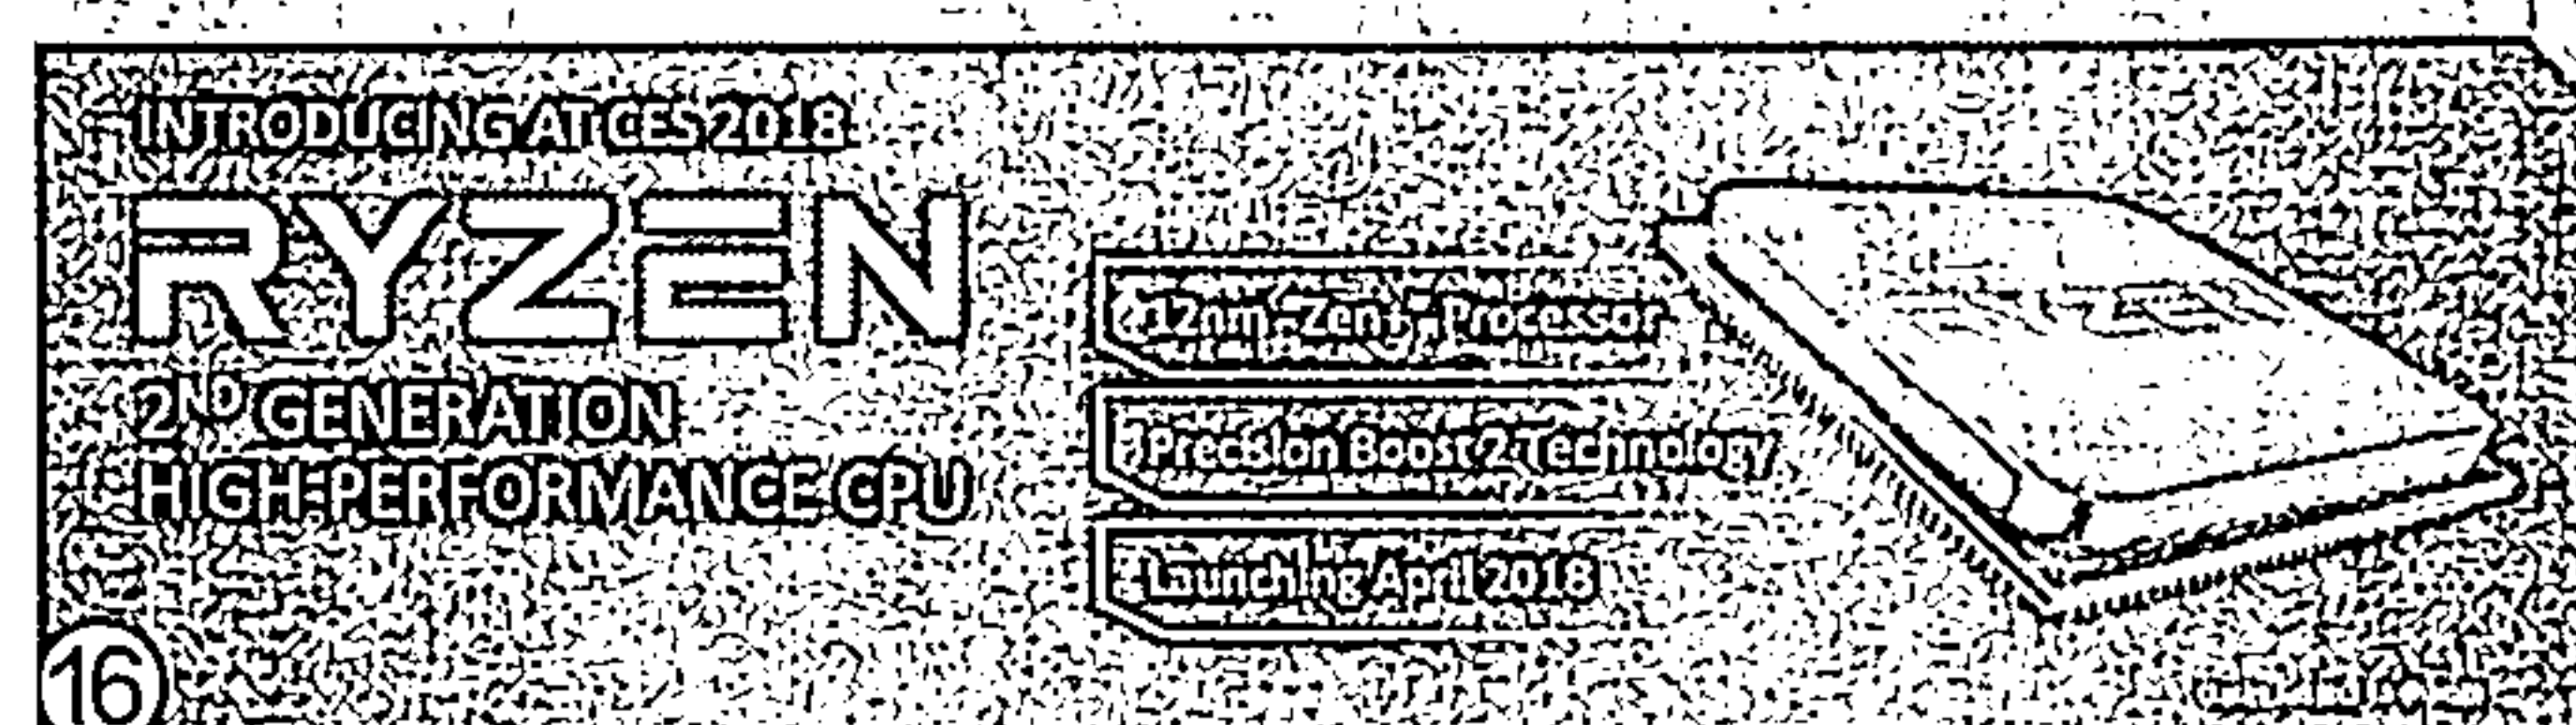 INTRODUCING AT CES 2018
RYZEN
2ND GENERATION
HIGH-PERFORMANCE CPU
12nm "Zen+" Processor
Precision Boost 2 Technology
Launching April 2018
16